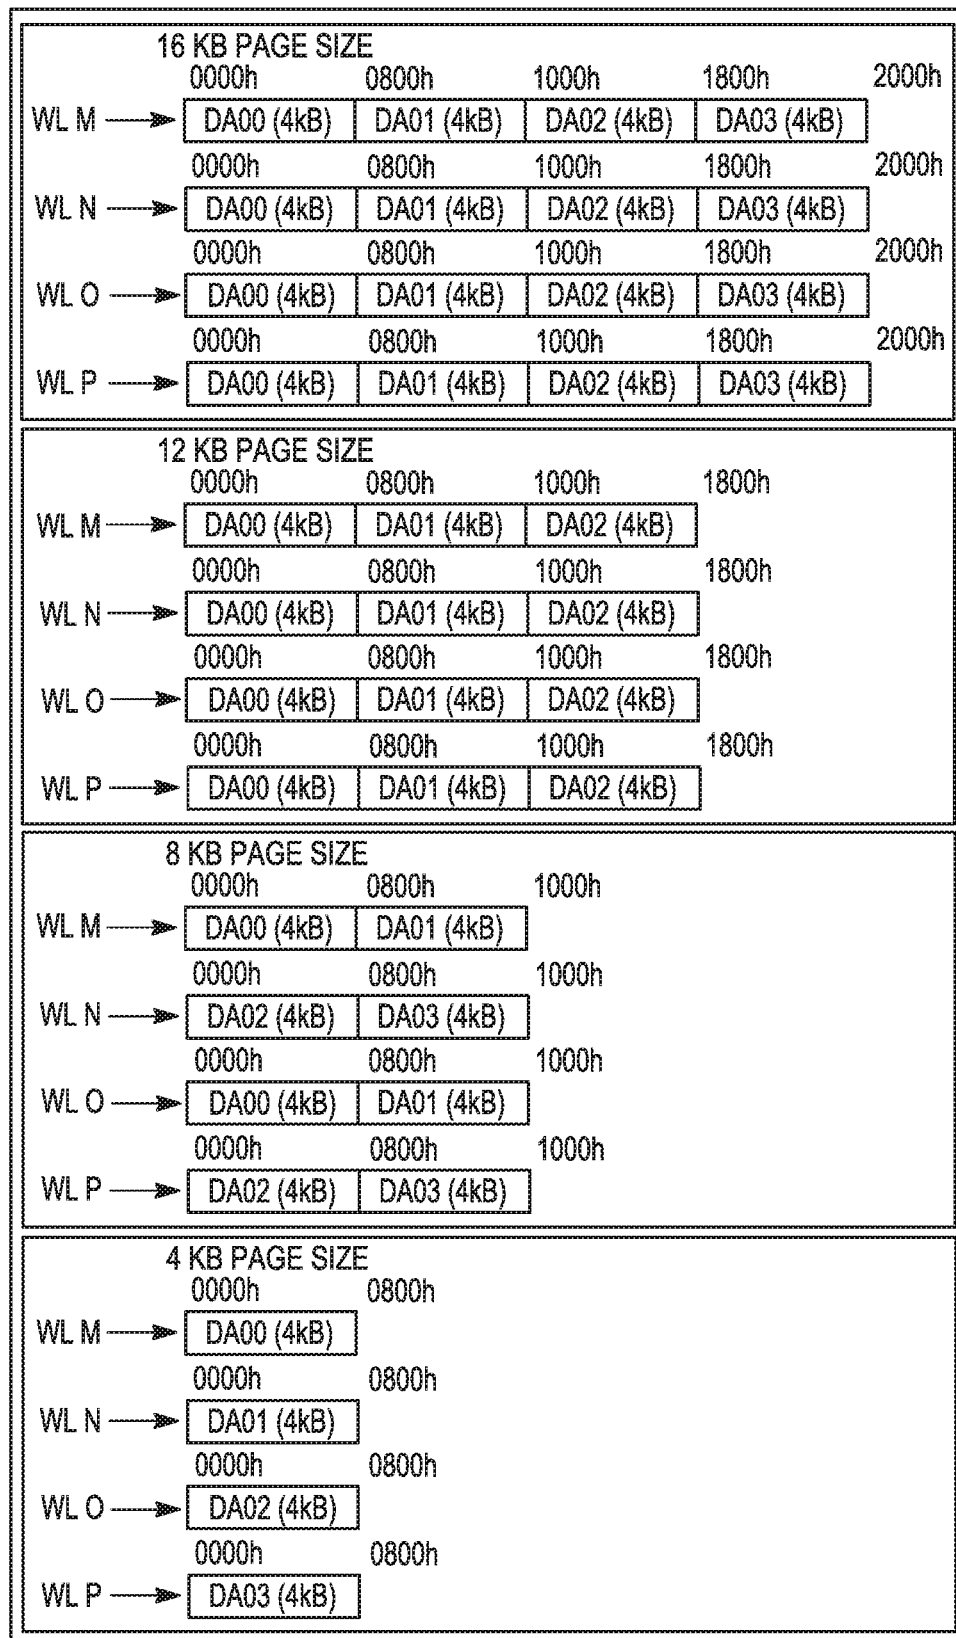 16 KB PAGE SIZE
0000h 0800h 1000h 1800h 2000h
WL M DA00 (4kB) DA01 (4kB) DA02 (4kB) DA03 (4kB)
0000h 0800h 1000h 1800h 2000h
WL N DA00 (4kB) DA01 (4kB) DA02 (4kB) DA03 (4kB)
0000h 0800h 1000h 1800h 2000h
WL O DA00 (4kB) DA01 (4kB) DA02 (4kB) DA03 (4kB)
0000h 0800h 1000h 1800h 2000h
WL P DA00 (4kB) DA01 (4kB) DA02 (4kB) DA03 (4kB)
12 KB PAGE SIZE
0000h 0800h 1000h 1800h
WL M DA00 (4kB) DA01 (4kB) DA02 (4kB)
0000h 0800h 1000h 1800h
WL N DA00 (4kB) DA01 (4kB) DA02 (4kB)
0000h 0800h 1000h 1800h
WL O DA00 (4kB) DA01 (4kB) DA02 (4kB)
0000h 0800h 1000h 1800h
WL P DA00 (4kB) DA01 (4kB) DA02 (4kB)
8 KB PAGE SIZE
0000h 0800h 1000h
WL M DA00 (4kB) DA01 (4kB)
0000h 0800h 1000h
WL N DA02 (4kB) DA03 (4kB)
0000h 0800h 1000h
WL O DA00 (4kB) DA01 (4kB)
0000h 0800h 1000h
WL P DA02 (4kB) DA03 (4kB)
4 KB PAGE SIZE
0000h 0800h
WL M DA00 (4kB)
0000h 0800h
WL N DA01 (4kB)
0000h 0800h
WL O DA02 (4kB)
0000h 0800h
WL P DA03 (4kB)